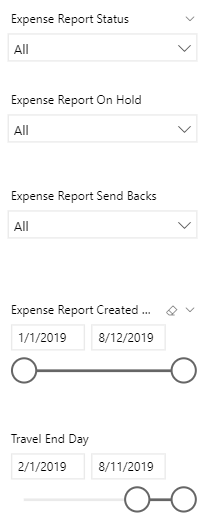 Expense Report Status
All
Expense Report On Hold
All
Expense Report Send Backs
All
Expense Report Created ...
1/1/2019 8/12/2019
Travel End Day
2/1/2019 8/11/2019